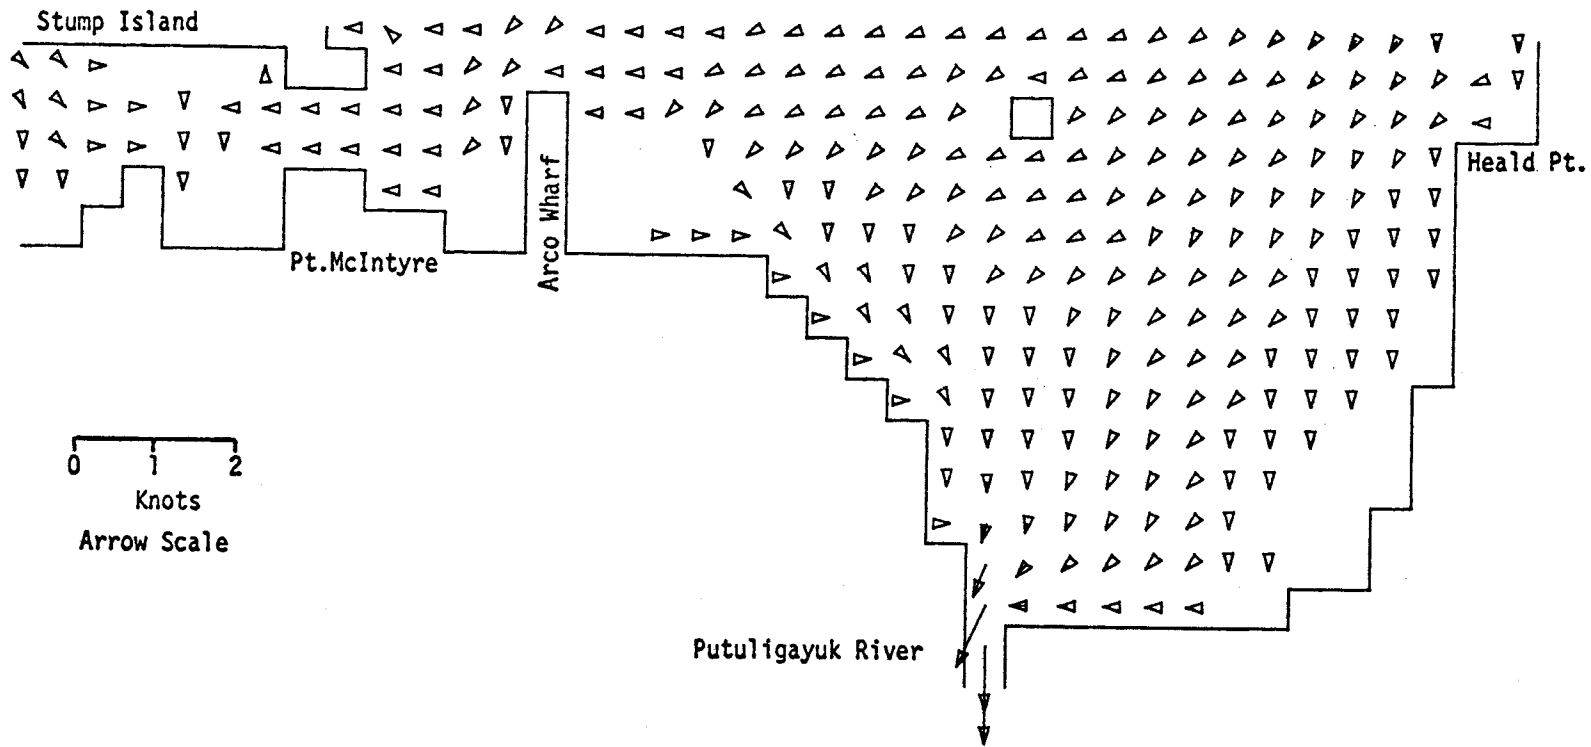 Stump Island
Heald Pt.
Arco Wharf
Pt.McIntyre
0 1 2
Knots
Arrow Scale
Putuligayuk River